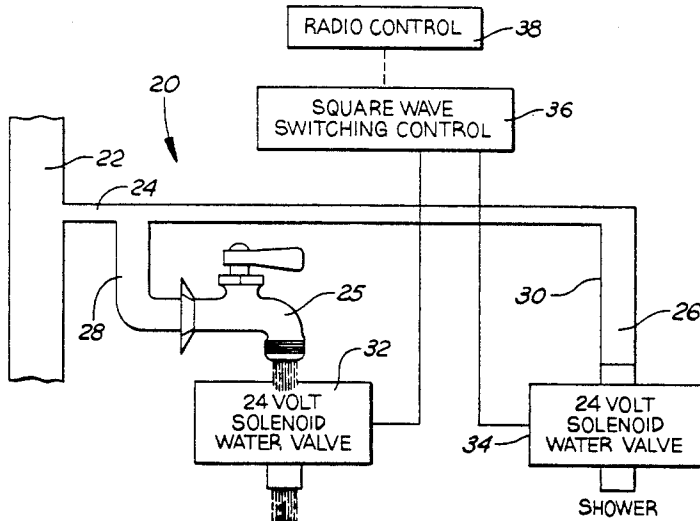 RADIO CONTROL
38
20
SQUARE WAVE
SWITCHING CONTROL
36
22
24
28
25
30
26
32
24 VOLT
SOLENOID
WATER VALVE
34
24 VOLT
SOLENOID
WATER VALVE
SHOWER